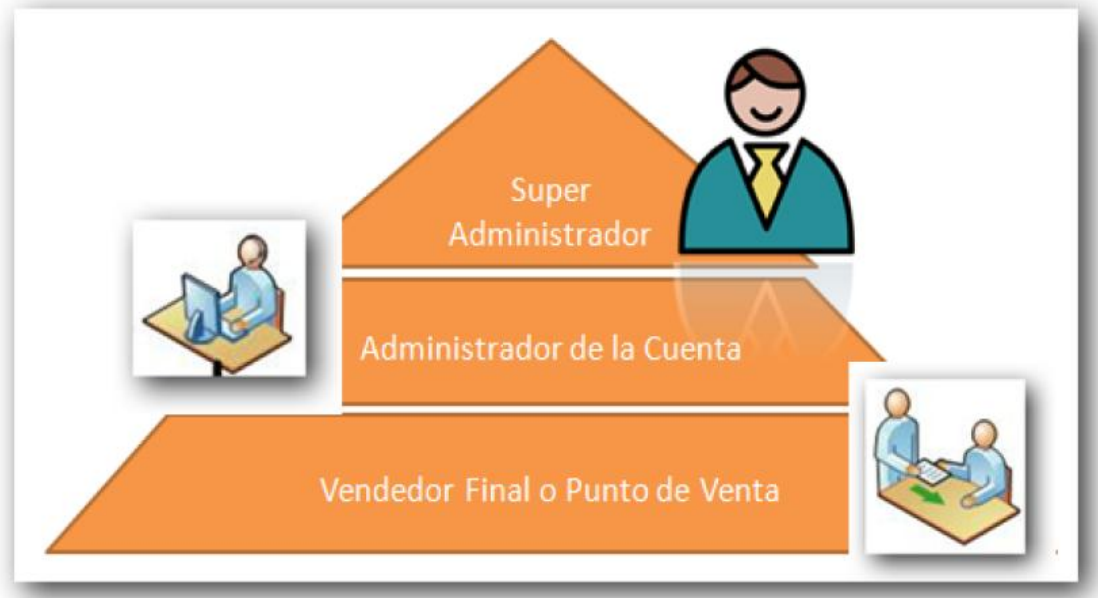 Super
Administrador
Administrador de la Cuenta
Vendedor Final o Punto de Venta